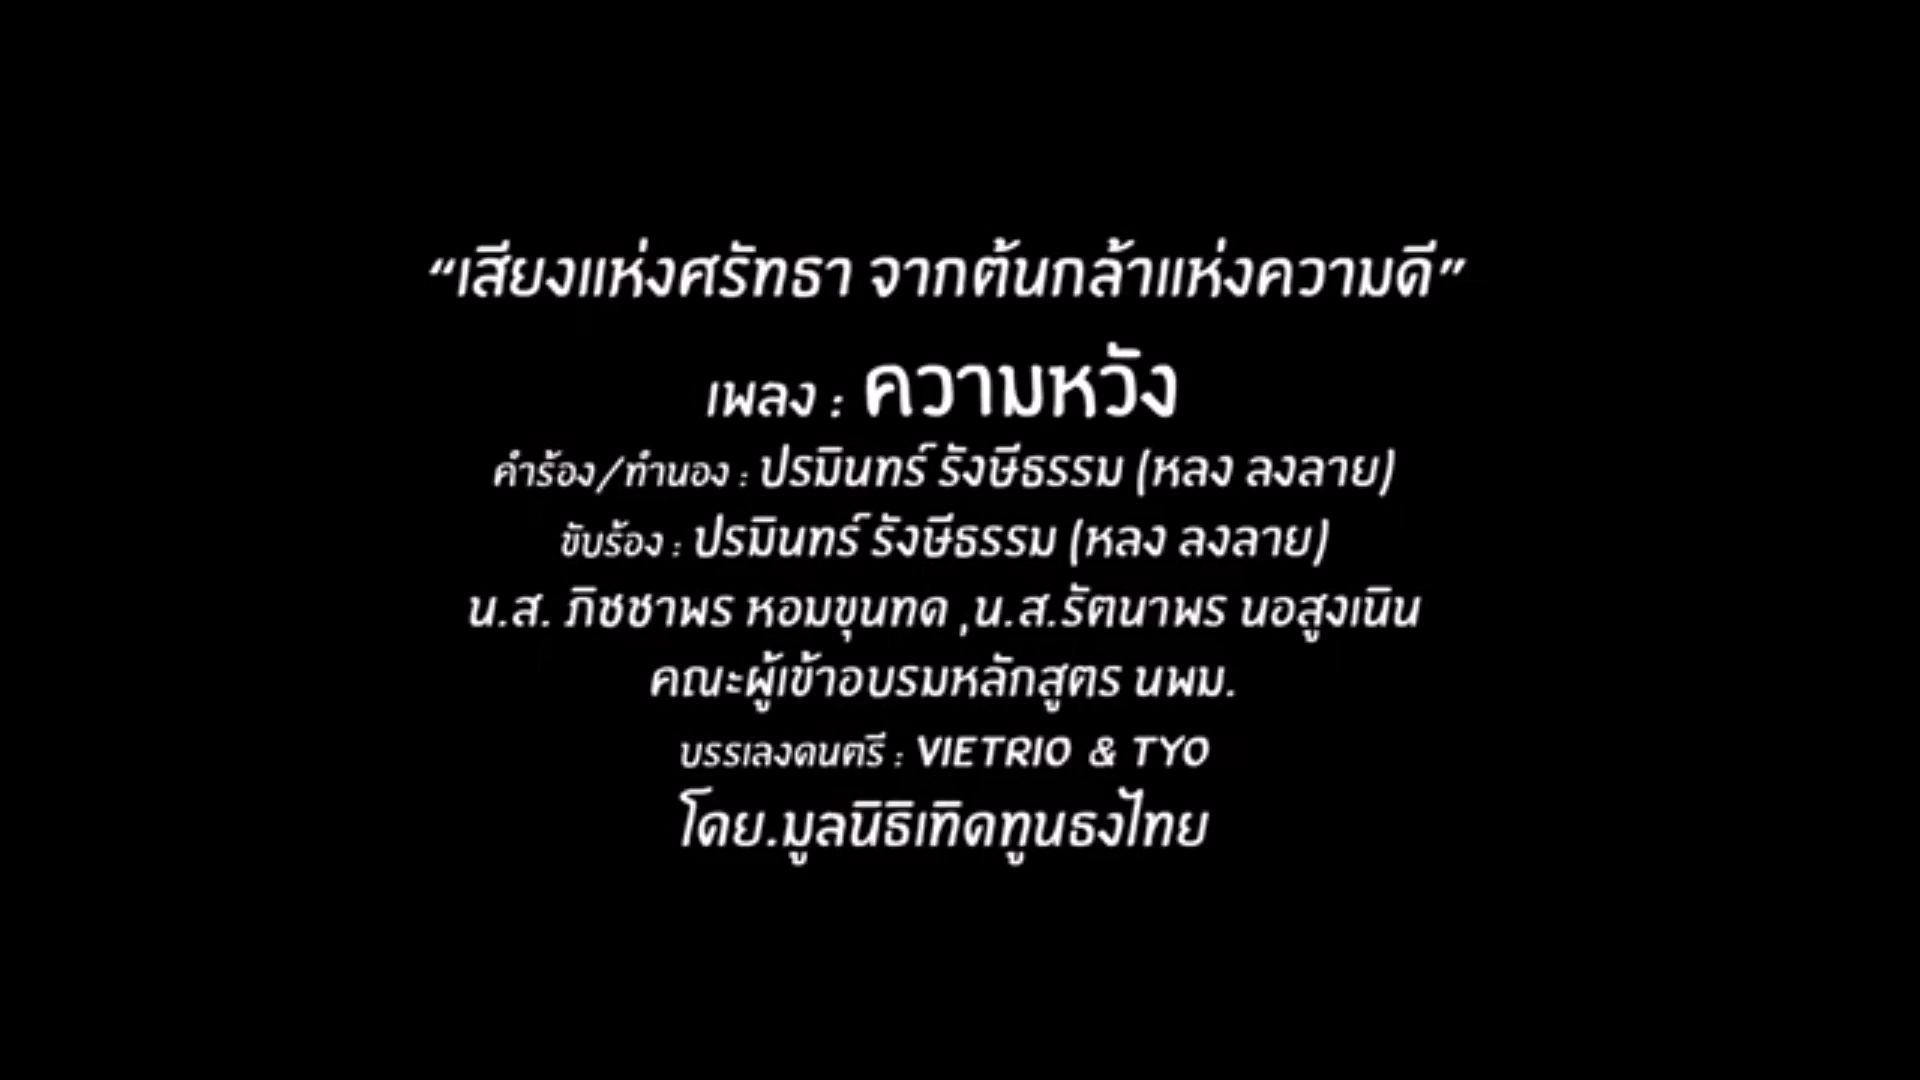 “เสียงแห่งศรัทธา จากต้นกล้าแห่งความดี”
เพลง : ความหวัง
คำร้อง/ทำนอง : ปรมินทร์ รังษีธรรม (หลง ลงลาย)
ขับร้อง : ปรมินทร์ รังษีธรรม (หลง ลงลาย)
น.ส. ภิชชาพร หอมขุนทด ,น.ส.รัตนาพร นอสูงเนิน
คณะผู้เข้าอบรมหลักสูตร นพม.
บรรเลงดนตรี : VIETRIO & TYO
โดย.มูลนิธิเทิดทูนธงไทย